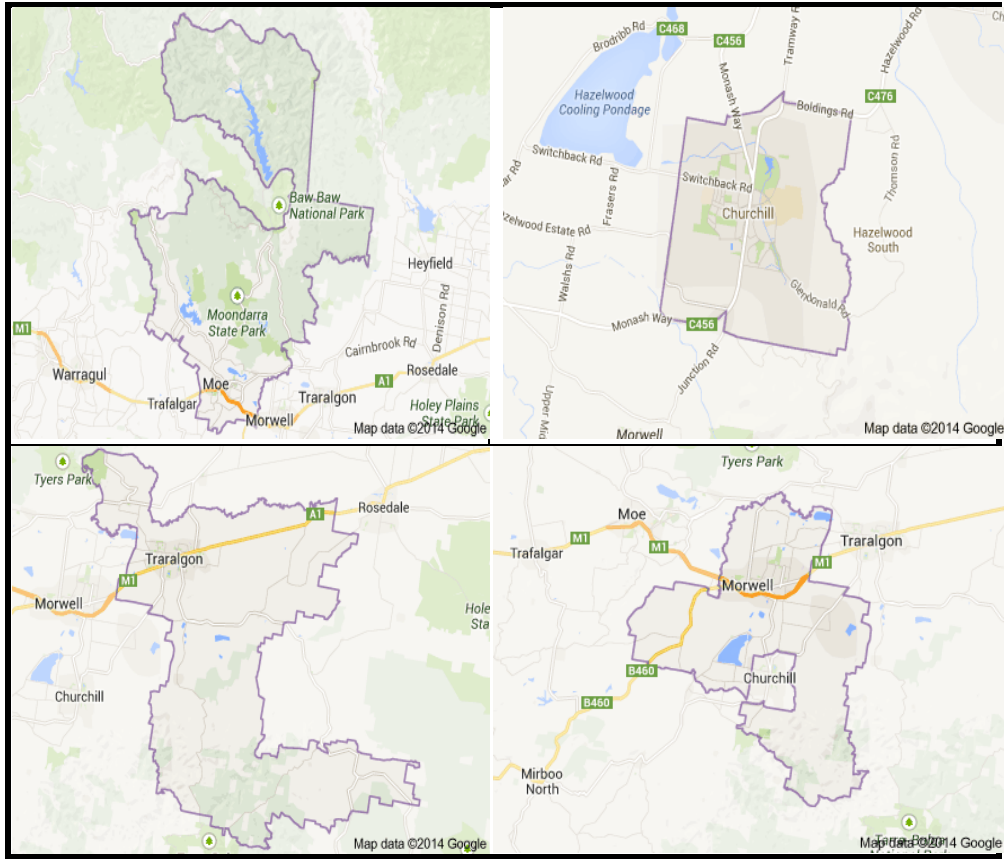 Baw Baw
National Park
Heyfield
Moondarra
State Park
Denison Rd
M1
Cairnbrook Rd
Warragul
Moe
A1
Rosedale
Trafalgar
Traralgon
Morwell
Holey Plains
State Park
Map data ©2014 Google
Brodribb Rd
C468
C456
Tramway R
Hazelwood Rd
Ch
Hazelwood
Cooling Pondage
Monash Way
C476
Boldings Rd
Switchback Rd
ar Rd
Frasers Rd
Switchback Rd
Thomson Rd
Churchill
zelwood Estate Rd
Hazelwood
South
Walshs Rd
Glendonald Rd
Monash Way
C456
Junction Rd
Upper Mid
Morwell
Map data ©2014 Google
Tyers Park
A1
Rosedale
Traralgon
M1
Morwell
Hole
Sta
Churchill
Map data ©2014 Google
Tyers Park
Moe
M1
Trafalgar
M1
Traralgon
M1
Morwell
B460
Churchill
B460
Mirboo
North
Map data ©2014 Google